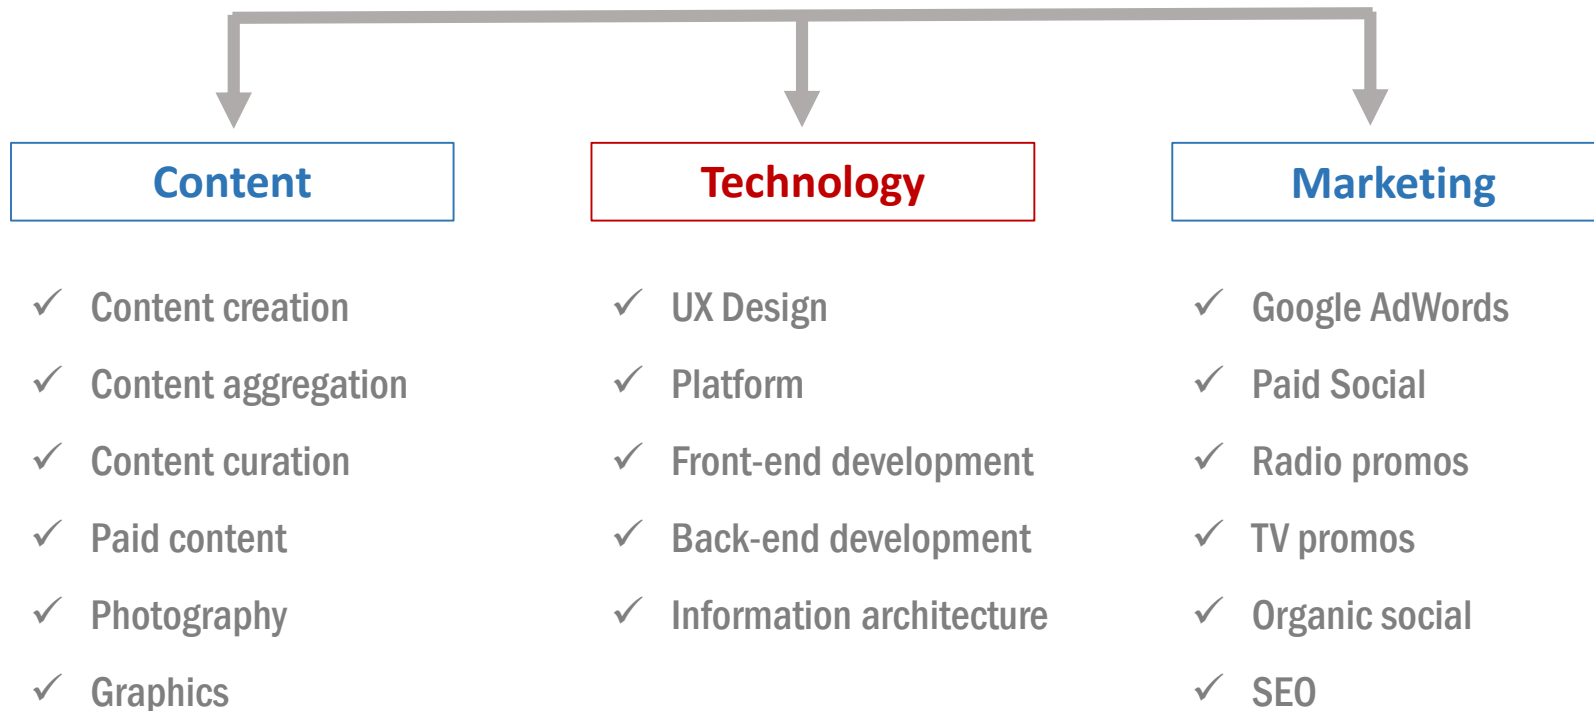 Content
Content creation
Content aggregation
Content curation
Paid content
Photography
Graphics
Technology
UX Design
Platform
Front-end development
Back-end development
Information architecture
Marketing
Google AdWords
Paid Social
Radio promos
TV promos
Organic social
SEO